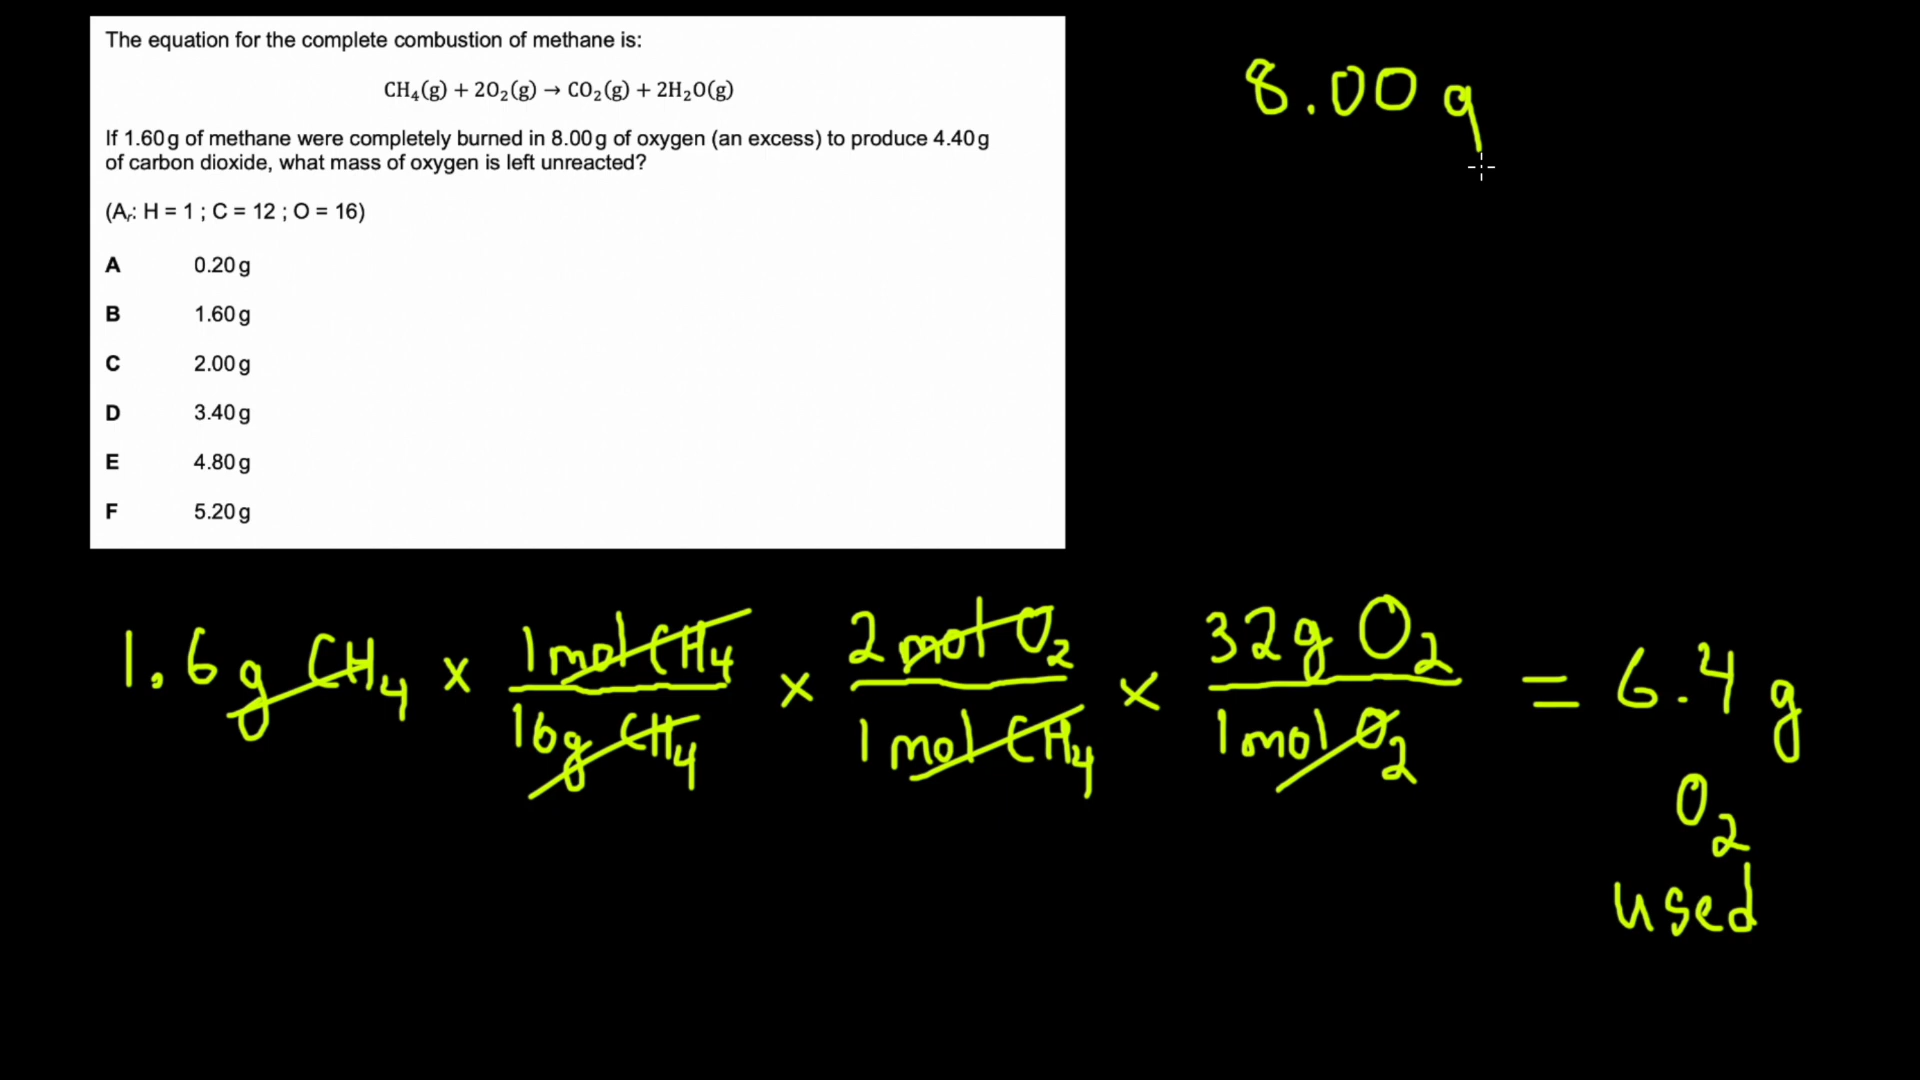 The equation for the complete combustion of methane is:
CH₄(g) + 2O₂(g) → CO₂(g) + 2H₂O(g)
If 1.60 g of methane were completely burned in 8.00 g of oxygen (an excess) to produce 4.40 g
of carbon dioxide, what mass of oxygen is left unreacted?
(Aᵣ: H = 1 ; C = 12 ; O = 16)
A 0.20 g
B 1.60 g
C 2.00 g
D 3.40 g
E 4.80 g
F 5.20 g
8.00 g
1.6 g CH₄ × 1 mol CH₄ / 16g CH₄ × 2 mol O₂ / 1 mol CH₄ × 32g O₂ / 1 mol O₂ = 6.4 g
O₂
used